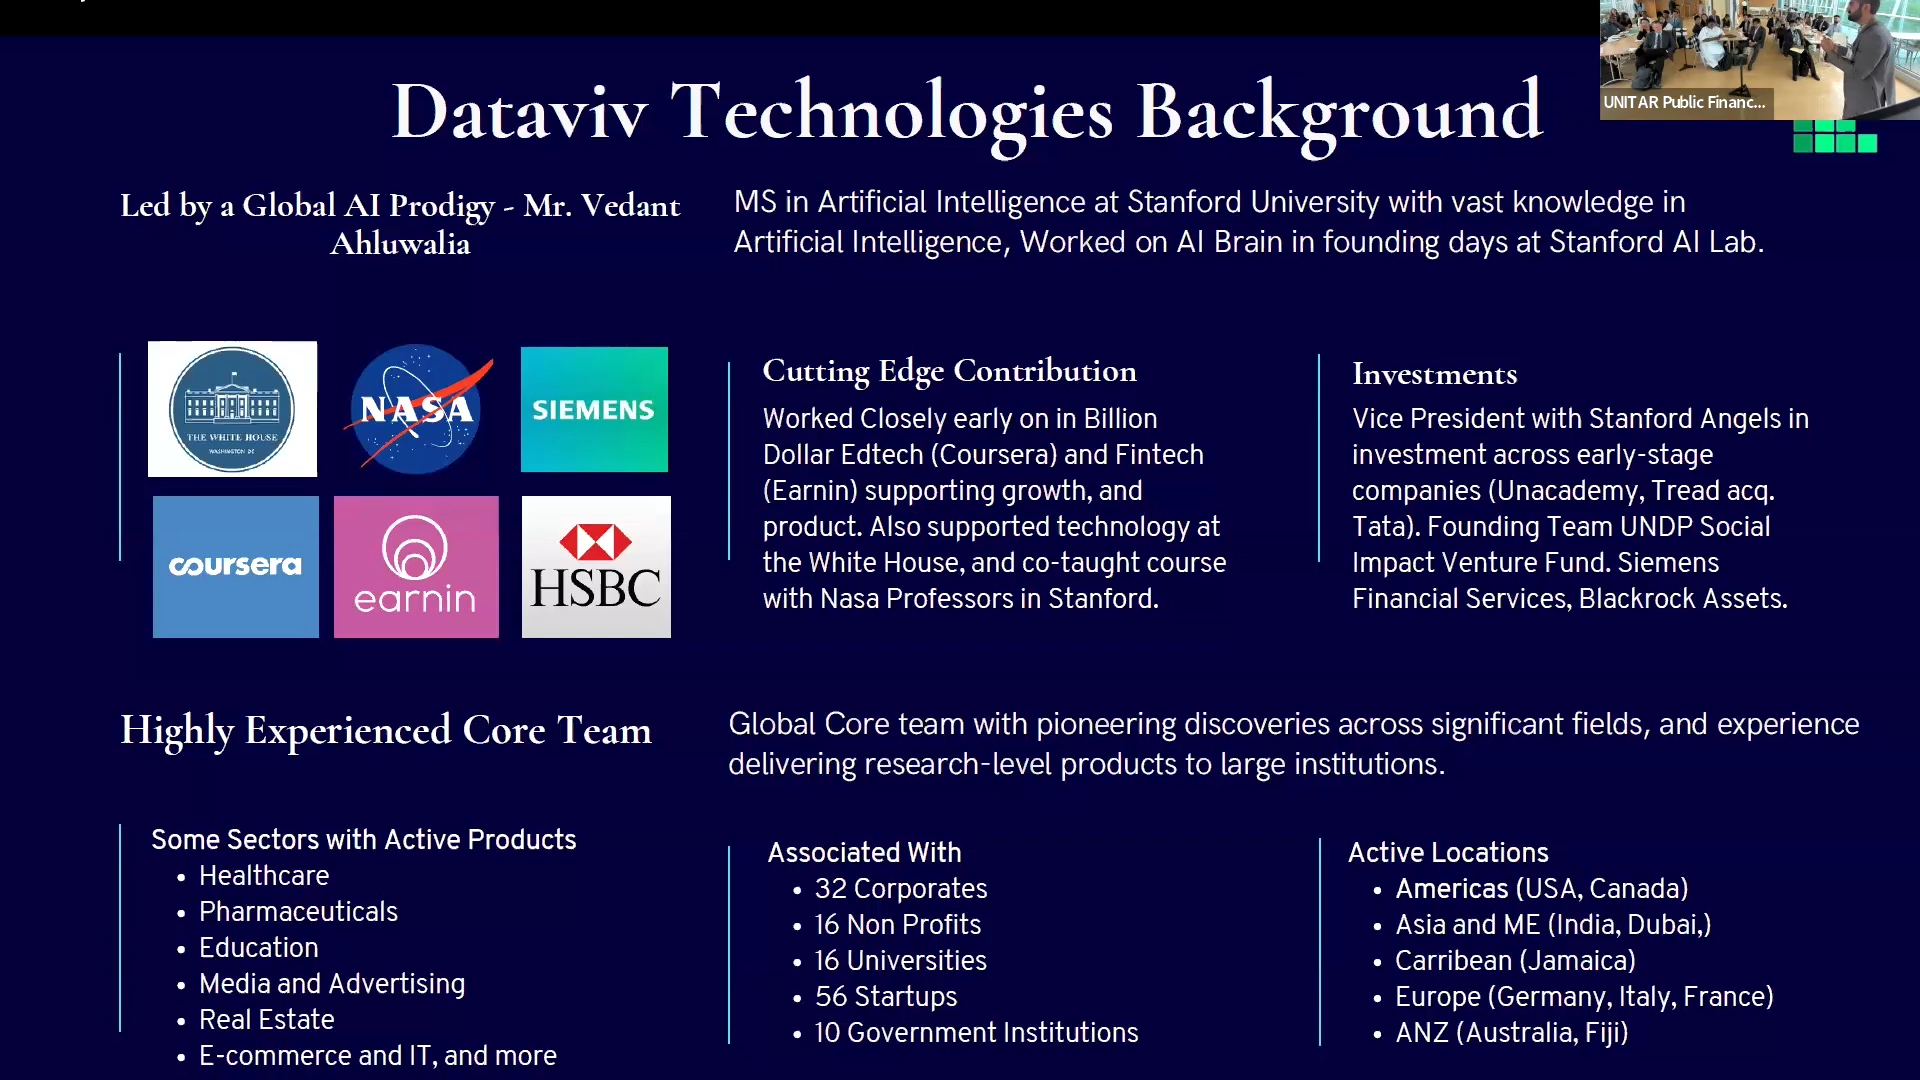 Dataviv Technologies Background
UNITAR Public Financ...
Led by a Global AI Prodigy - Mr. Vedant
Ahluwalia
MS in Artificial Intelligence at Stanford University with vast knowledge in
Artificial Intelligence, Worked on AI Brain in founding days at Stanford AI Lab.
THE WHITE HOUSE
WASHINGTON DC
NASA
SIEMENS
coursera
earnin
HSBC
Cutting Edge Contribution
Worked Closely early on in Billion
Dollar Edtech (Coursera) and Fintech
(Earnin) supporting growth, and
product. Also supported technology at
the White House, and co-taught course
with Nasa Professors in Stanford.
Investments
Vice President with Stanford Angels in
investment across early-stage
companies (Unacademy, Tread acq.
Tata). Founding Team UNDP Social
Impact Venture Fund. Siemens
Financial Services, Blackrock Assets.
Highly Experienced Core Team
Global Core team with pioneering discoveries across significant fields, and experience
delivering research-level products to large institutions.
Some Sectors with Active Products
• Healthcare
• Pharmaceuticals
• Education
• Media and Advertising
• Real Estate
• E-commerce and IT, and more
Associated With
• 32 Corporates
• 16 Non Profits
• 16 Universities
• 56 Startups
• 10 Government Institutions
Active Locations
• Americas (USA, Canada)
• Asia and ME (India, Dubai,)
• Carribean (Jamaica)
• Europe (Germany, Italy, France)
• ANZ (Australia, Fiji)